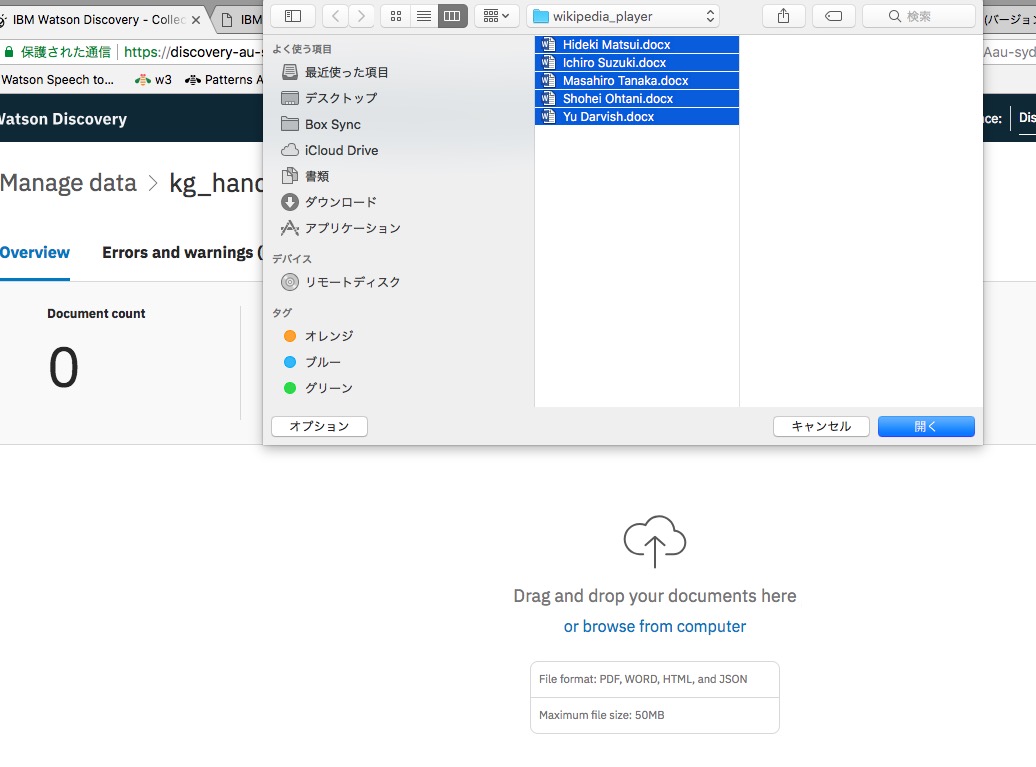 IBM Watson Discovery - Collec
IBM
wikipedia_player
検索
(バージョン
保護された通信 https://discovery-au-s
Aau-syd
Watson Speech to...
w3
Patterns A
Watson Discovery
nce:
Dis
Manage data > kg_hand
Overview
Errors and warnings (
Document count
0
よく使う項目
最近使った項目
デスクトップ
Box Sync
iCloud Drive
書類
ダウンロード
アプリケーション
デバイス
リモートディスク
タグ
オレンジ
ブルー
グリーン
Hideki Matsui.docx
Ichiro Suzuki.docx
Masahiro Tanaka.docx
Shohei Ohtani.docx
Yu Darvish.docx
オプション
キャンセル
開く
Drag and drop your documents here
or browse from computer
File format: PDF, WORD, HTML, and JSON
Maximum file size: 50MB